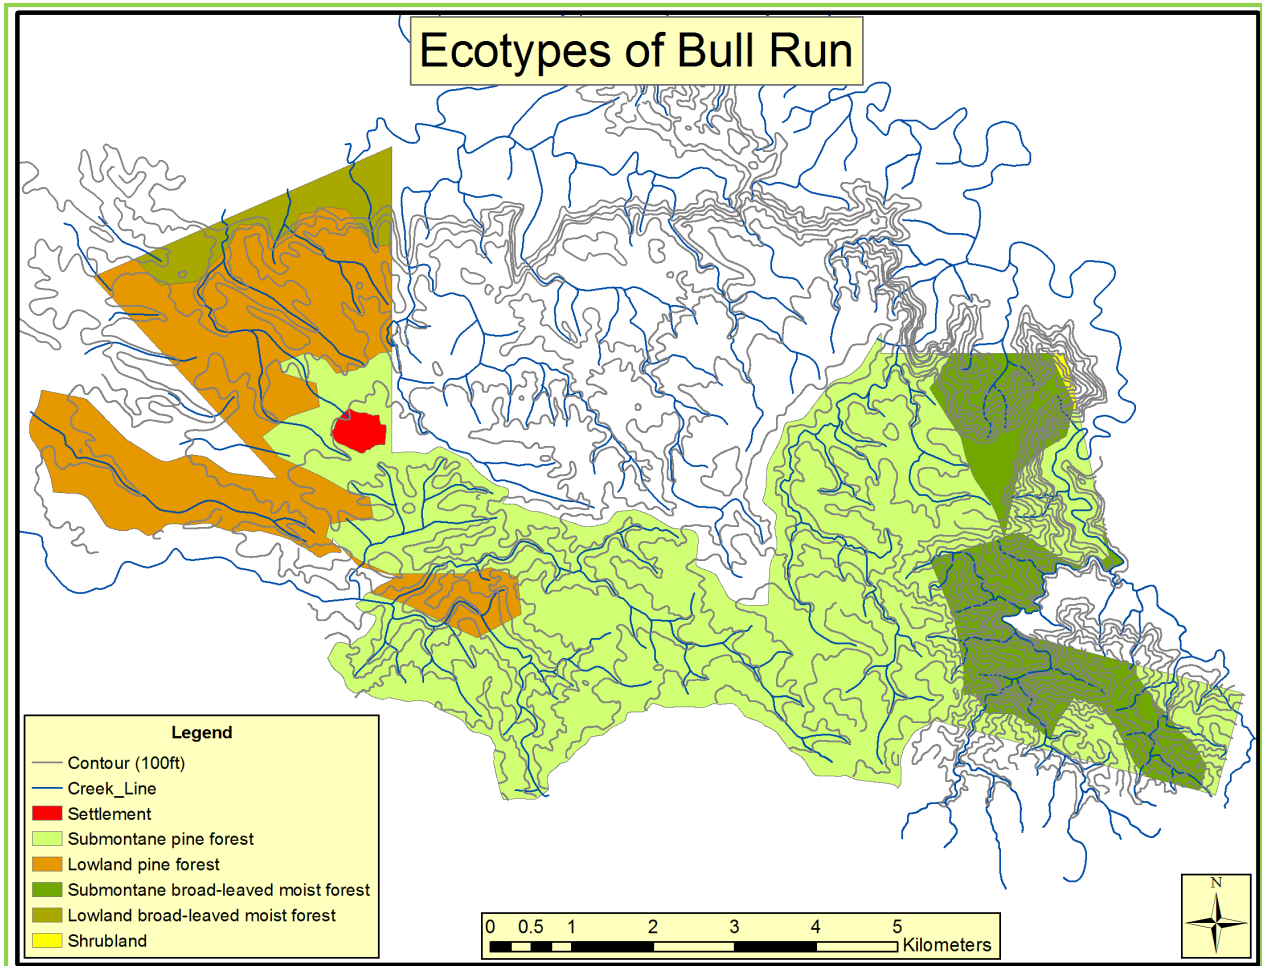 Ecotypes of Bull Run
Legend
Contour (100ft)
Creek_Line
Settlement
Submontane pine forest
Lowland pine forest
Submontane broad-leaved moist forest
Lowland broad-leaved moist forest
Shrubland
0 0.5 1 2 3 4 5
Kilometers
N